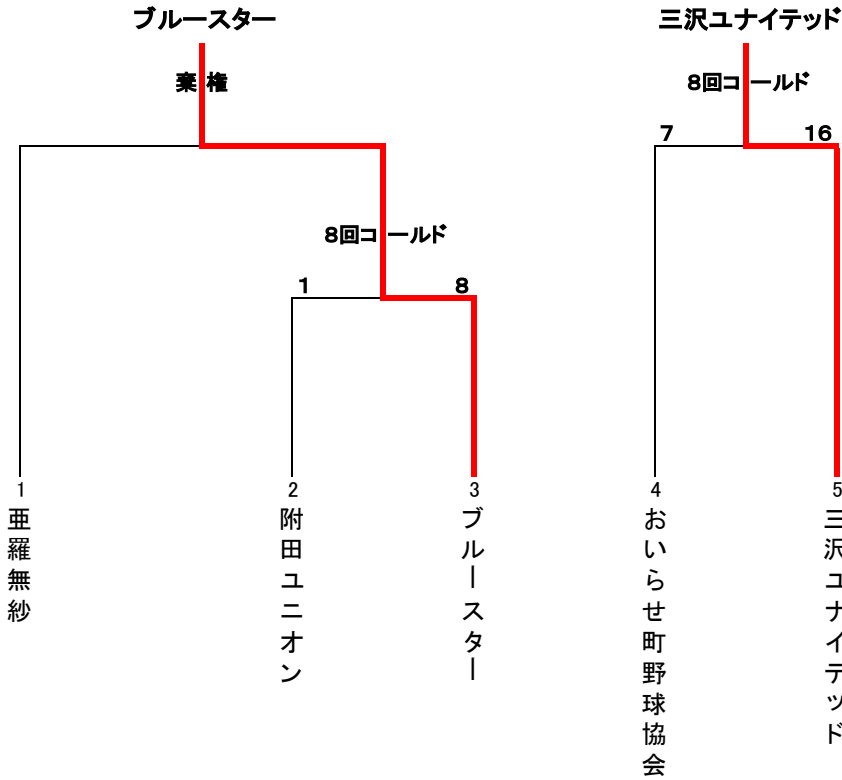 ブルースター
三沢ユナイテッド
棄権
8回コールド
7
16
8回コールド
1
8
1
2
3
4
5
亜羅無紗
附田ユニオン
ブルースター
おいらせ町野球協会
三沢ユナイテッド